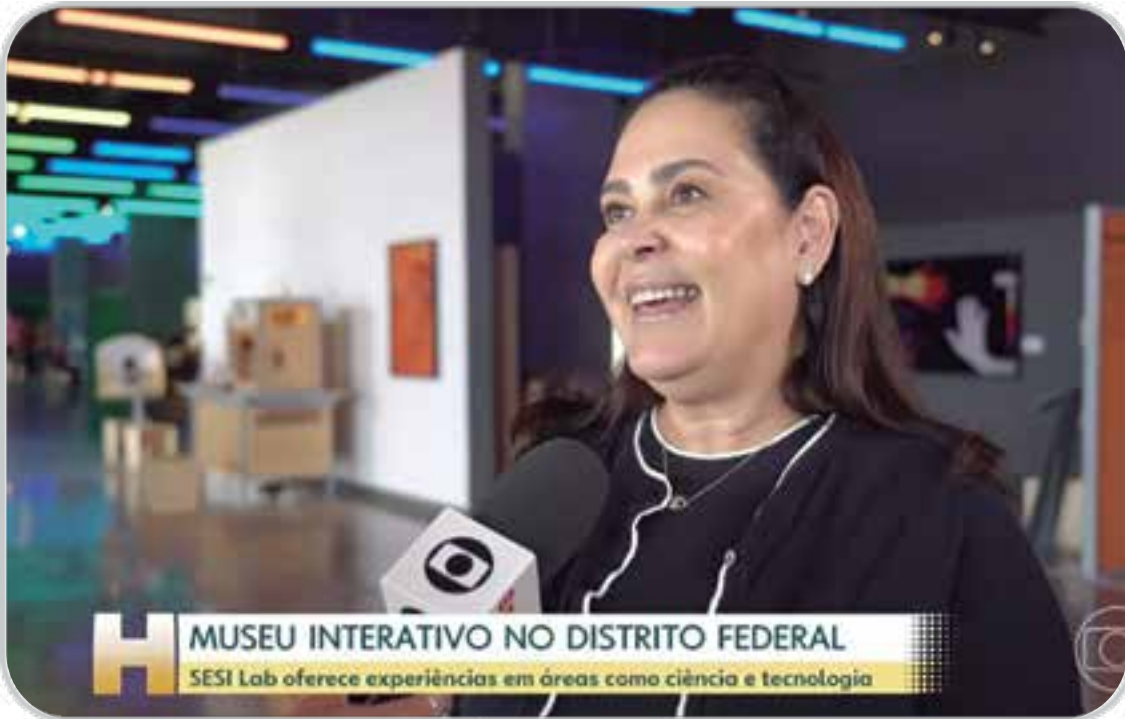 H
MUSEU INTERATIVO NO DISTRITO FEDERAL
SESI Lab oferece experiências em áreas como ciência e tecnologia